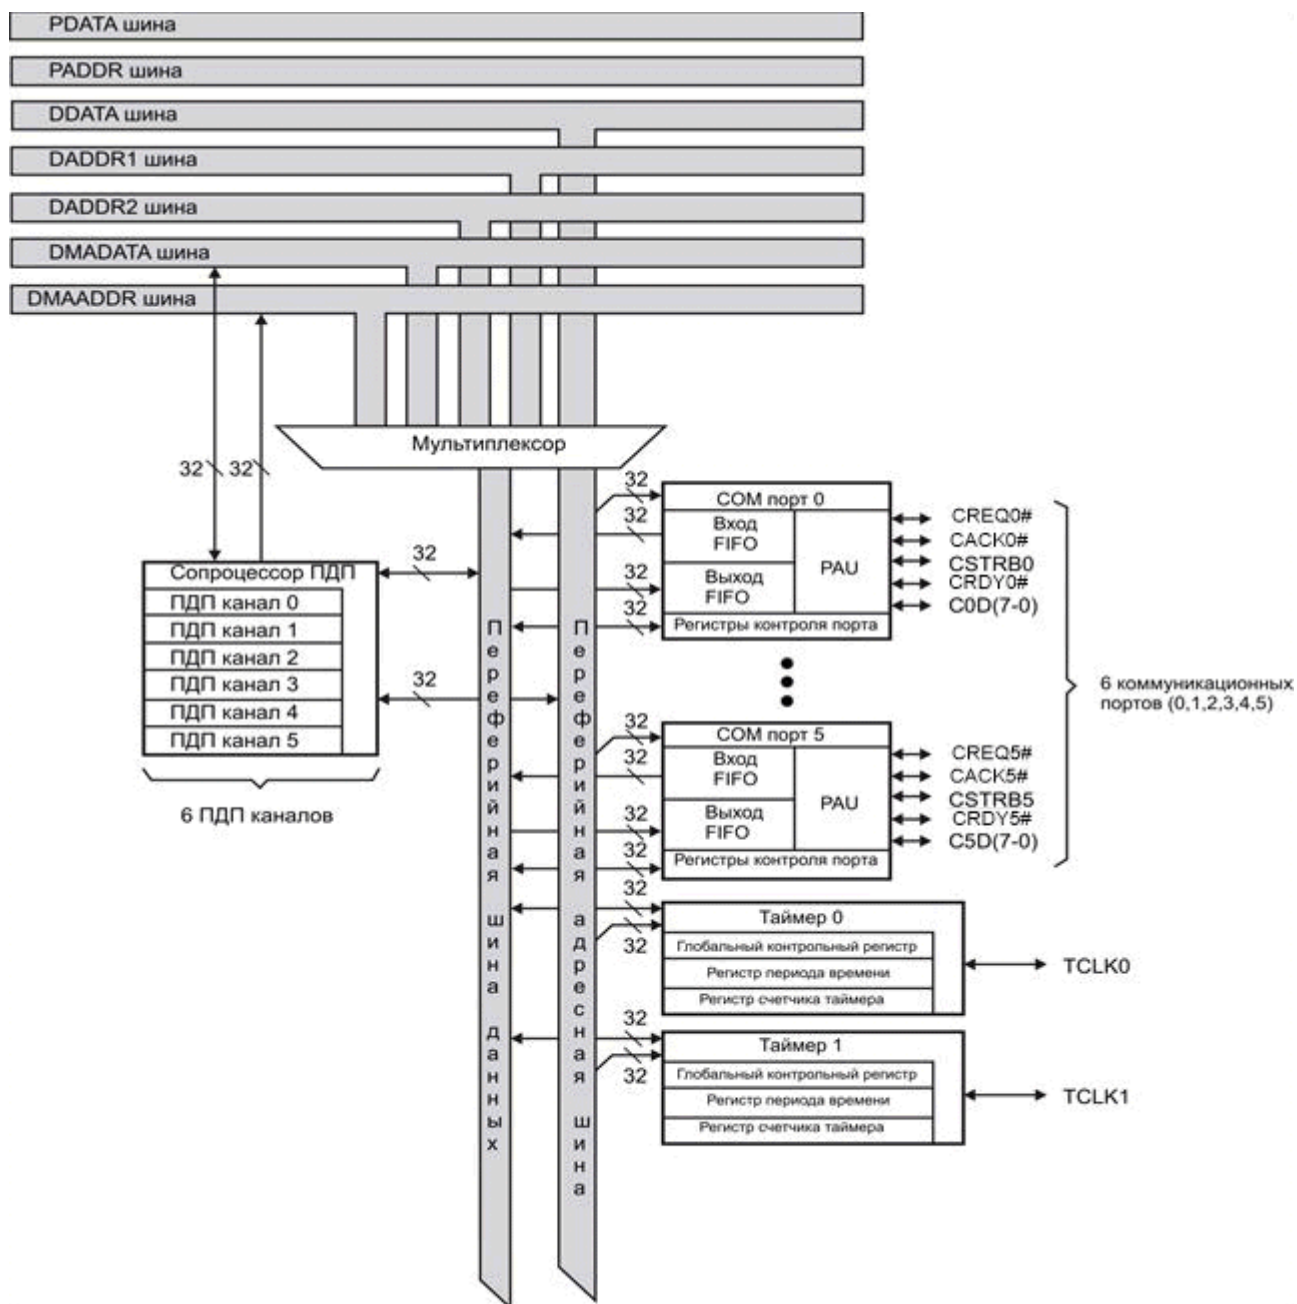 PDATA шина
PADDR шина
DDATA шина
DADDR1 шина
DADDR2 шина
DMADATA шина
DMAADDR шина
Мультиплексор
32
32
Сопроцессор ПДП
ПДП канал 0
ПДП канал 1
ПДП канал 2
ПДП канал 3
ПДП канал 4
ПДП канал 5
6 ПДП каналов
32
32
Переферийная шина данных
Переферийная адресная шина
32
32
32
32
COM порт 0
Вход
FIFO
Выход
FIFO
PAU
Регистры контроля порта
CREQ0#
CACK0#
CSTRB0
CRDY0#
C0D(7-0)
6 коммуникационных
портов (0,1,2,3,4,5)
32
32
32
32
COM порт 5
Вход
FIFO
Выход
FIFO
PAU
Регистры контроля порта
CREQ5#
CACK5#
CSTRB5
CRDY5#
C5D(7-0)
32
32
Таймер 0
Глобальный контрольный регистр
Регистр периода времени
Регистр счетчика таймера
TCLK0
32
32
Таймер 1
Глобальный контрольный регистр
Регистр периода времени
Регистр счетчика таймера
TCLK1